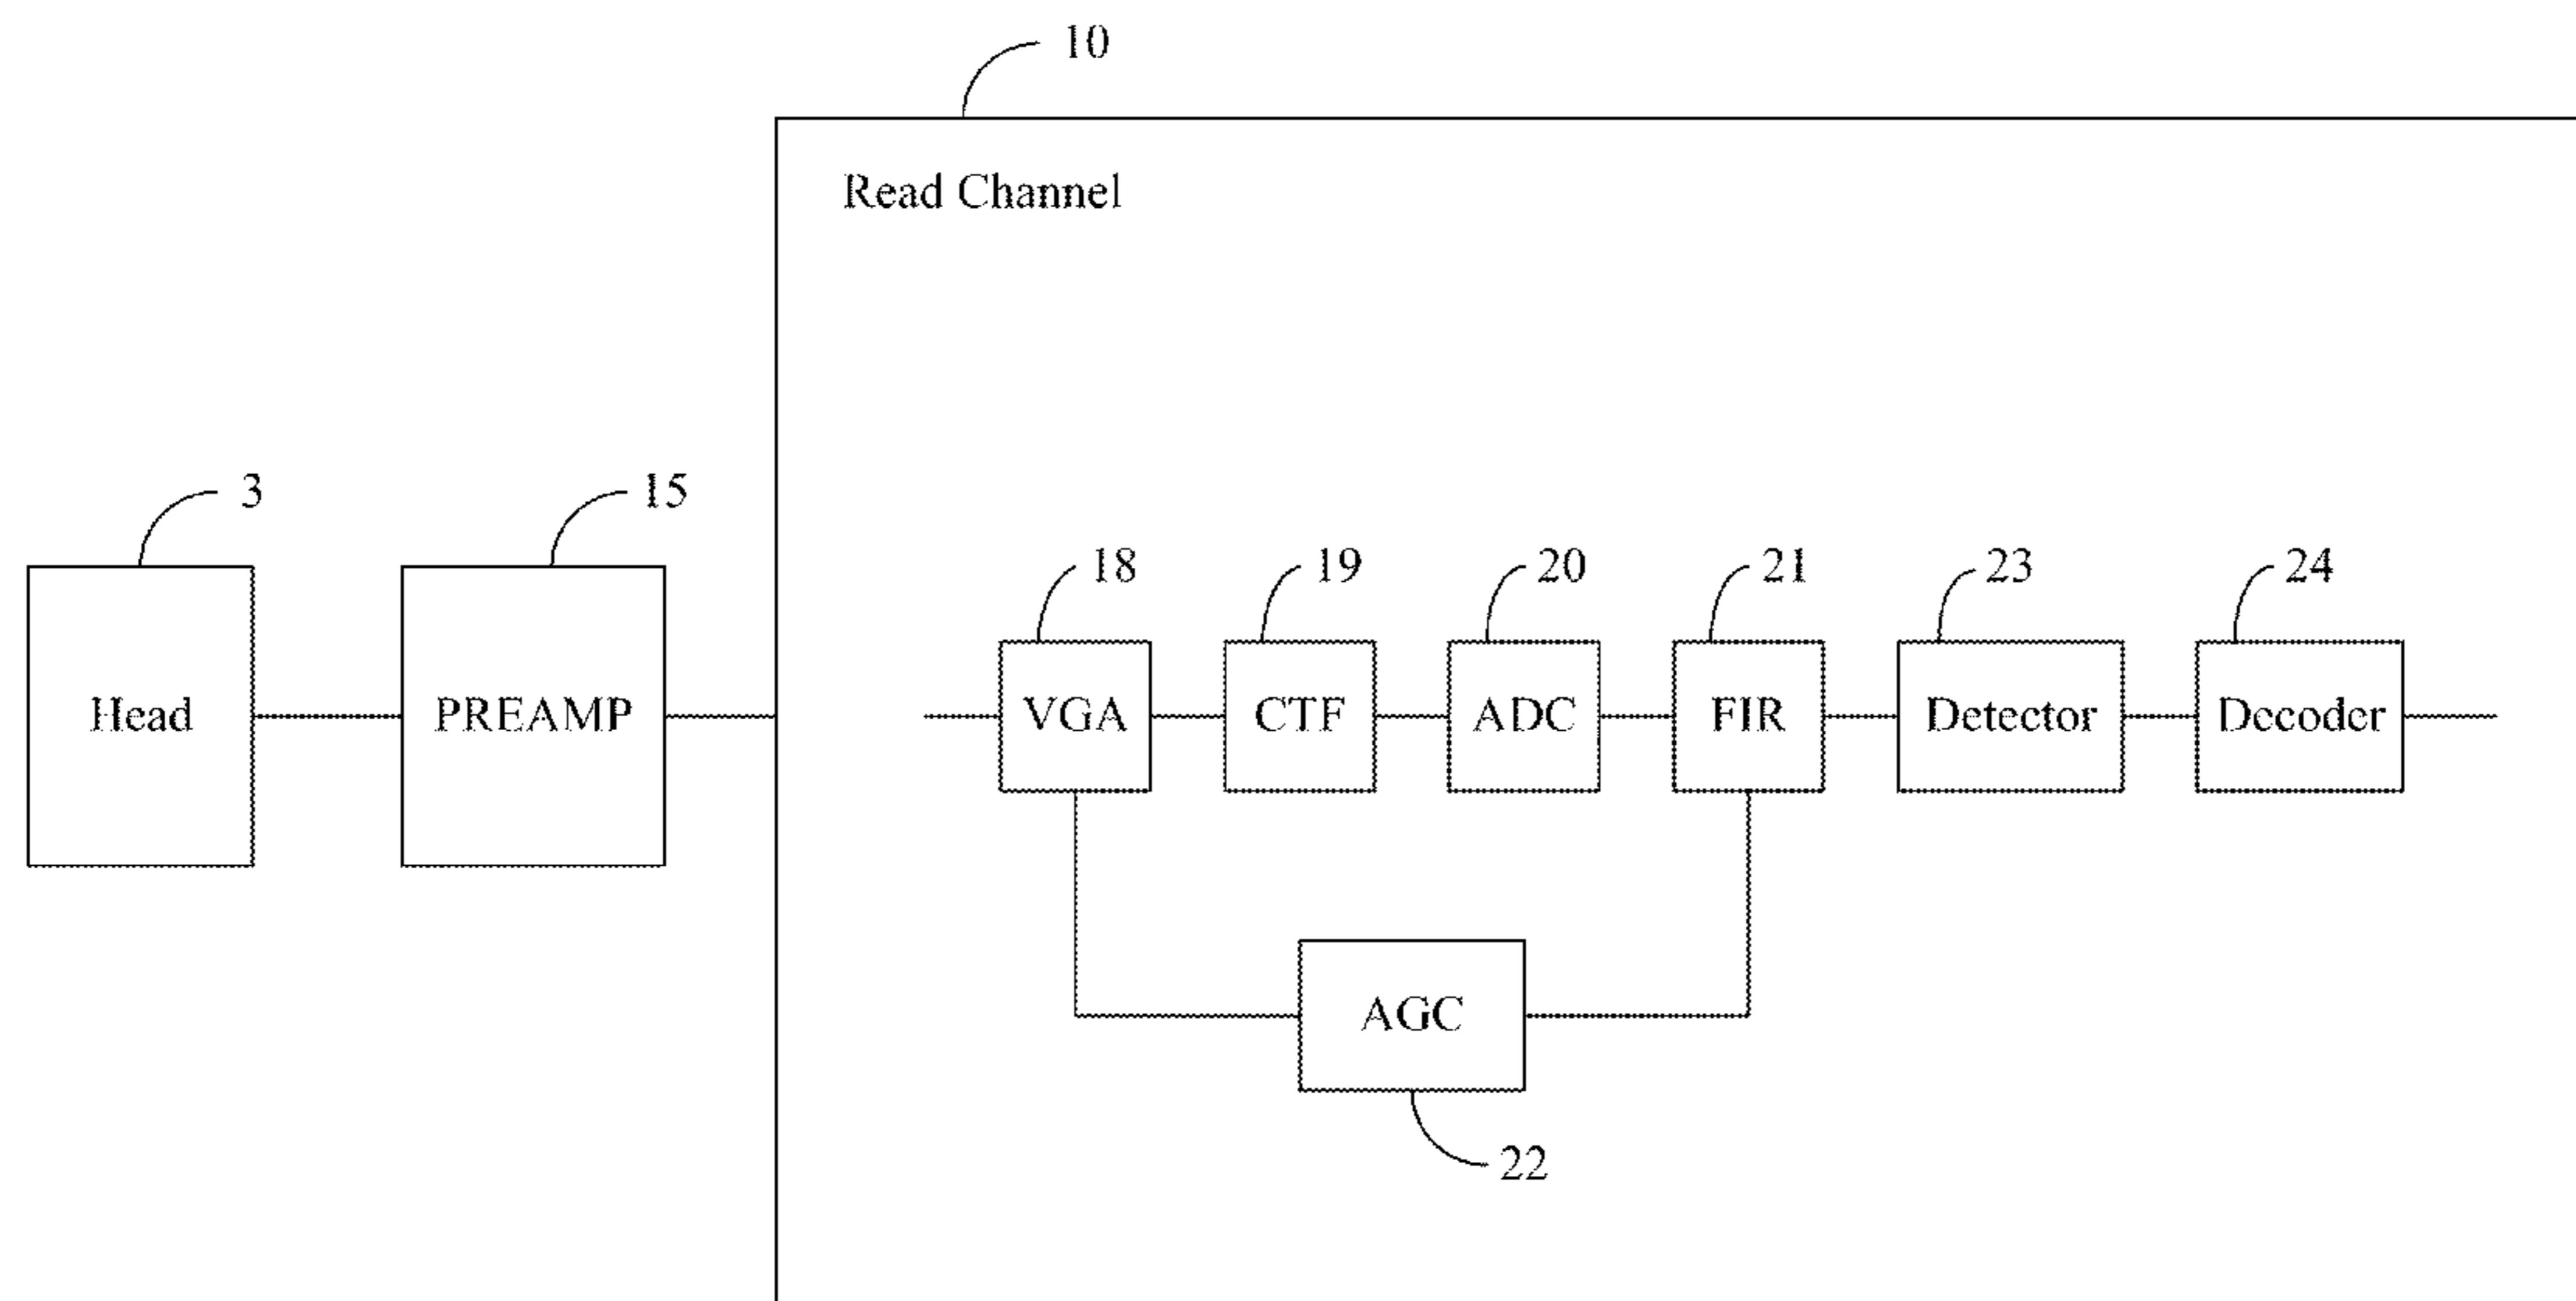 10
Read Channel
3
15
18
19
20
21
23
24
Head
PREAMP
VGA
CTF
ADC
FIR
Detector
Decoder
AGC
22